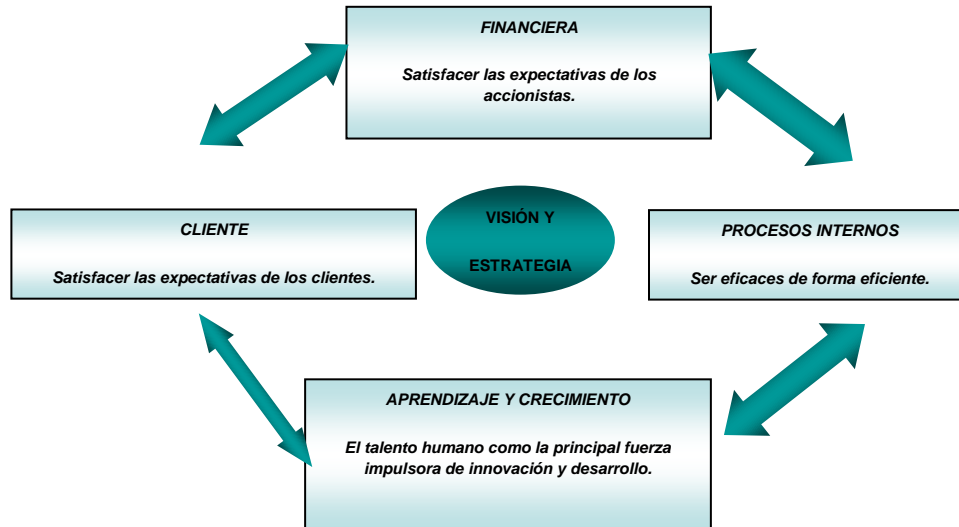 FINANCIERA
Satisfacer las expectativas de los
accionistas.
CLIENTE
Satisfacer las expectativas de los clientes.
VISIÓN Y
ESTRATEGIA
PROCESOS INTERNOS
Ser eficaces de forma eficiente.
APRENDIZAJE Y CRECIMIENTO
El talento humano como la principal fuerza
impulsora de innovación y desarrollo.